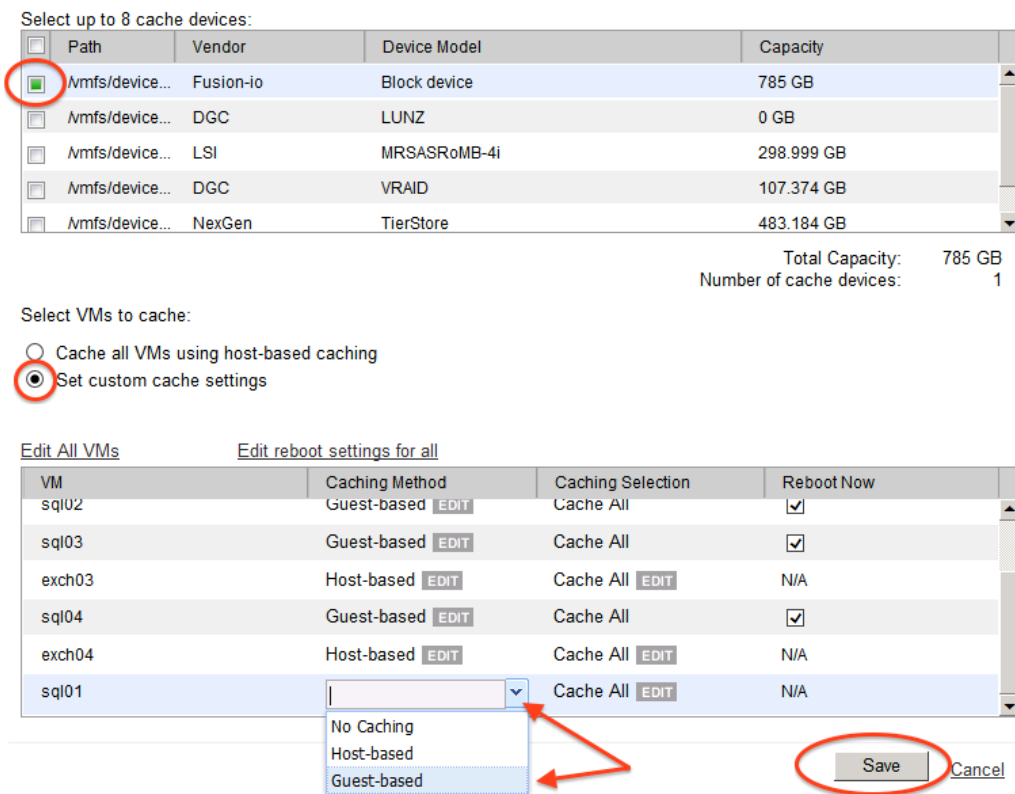 Select up to 8 cache devices:
Path Vendor Device Model Capacity
/vmfs/device... Fusion-io Block device 785 GB
/vmfs/device... DGC LUNZ 0 GB
/vmfs/device... LSI MRSASRoMB-4i 298.999 GB
/vmfs/device... DGC VRAID 107.374 GB
/vmfs/device... NexGen TierStore 483.184 GB
Total Capacity: 785 GB
Number of cache devices: 1
Select VMs to cache:
Cache all VMs using host-based caching
Set custom cache settings
Edit All VMs Edit reboot settings for all
VM Caching Method Caching Selection Reboot Now
sql02 Guest-based EDIT Cache All
sql03 Guest-based EDIT Cache All
exch03 Host-based EDIT Cache All EDIT N/A
sql04 Guest-based EDIT Cache All
exch04 Host-based EDIT Cache All EDIT N/A
sql01 Cache All EDIT N/A
No Caching
Host-based
Guest-based
Save Cancel